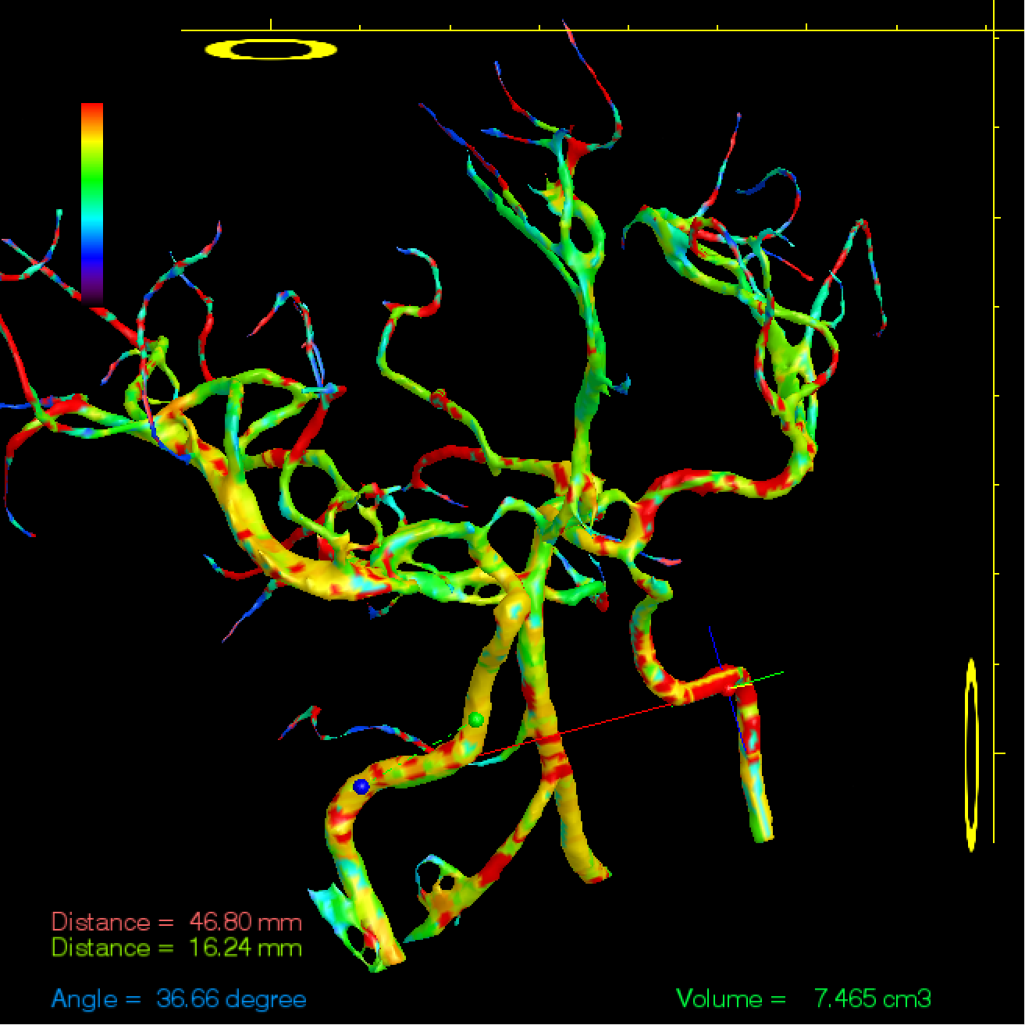 Distance = 46.80 mm
Distance = 16.24 mm
Angle = 36.66 degree
Volume = 7.465 cm3